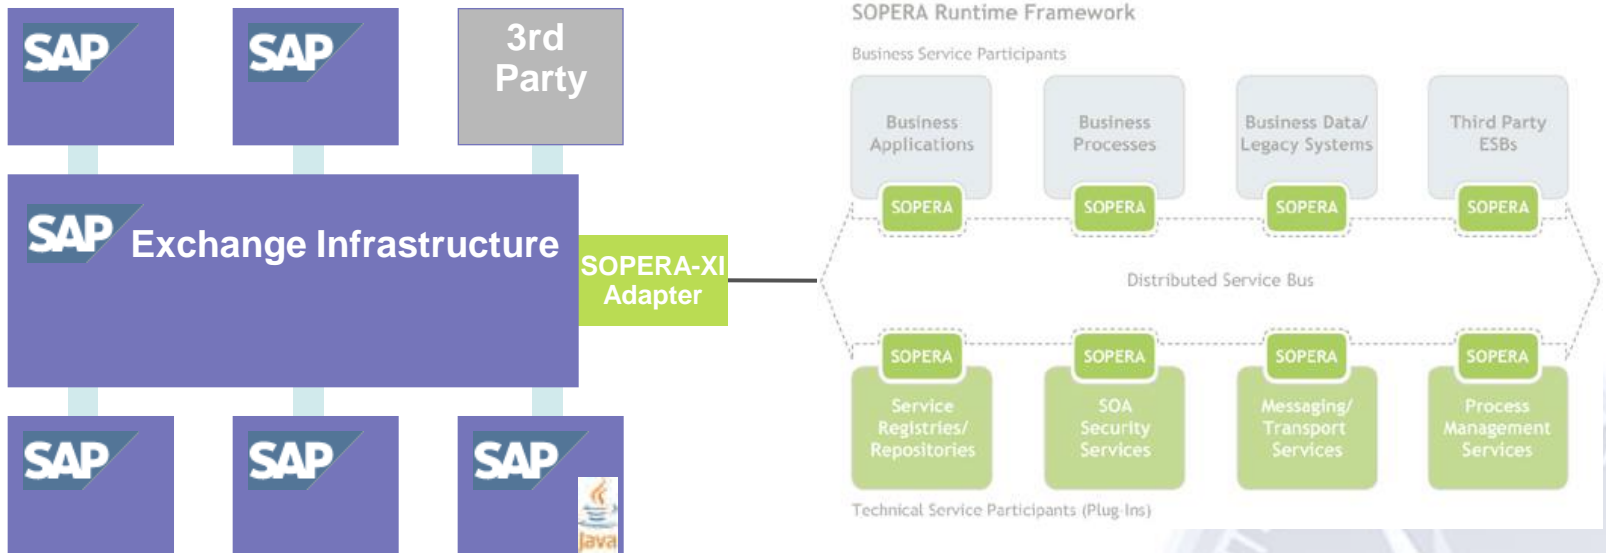 SAP
SAP
3rd
Party
SAP
Exchange Infrastructure
SOPERA-XI
Adapter
SAP
SAP
SAP
Java
SOPERA Runtime Framework
Business Service Participants
Business
Applications
Business
Processes
Business Data/
Legacy Systems
Third Party
ESBs
SOPERA
SOPERA
SOPERA
SOPERA
Distributed Service Bus
SOPERA
SOPERA
SOPERA
SOPERA
Service
Registries/
Repositories
SOA
Security
Services
Messaging/
Transport
Services
Process
Management
Services
Technical Service Participants (Plug-Ins)